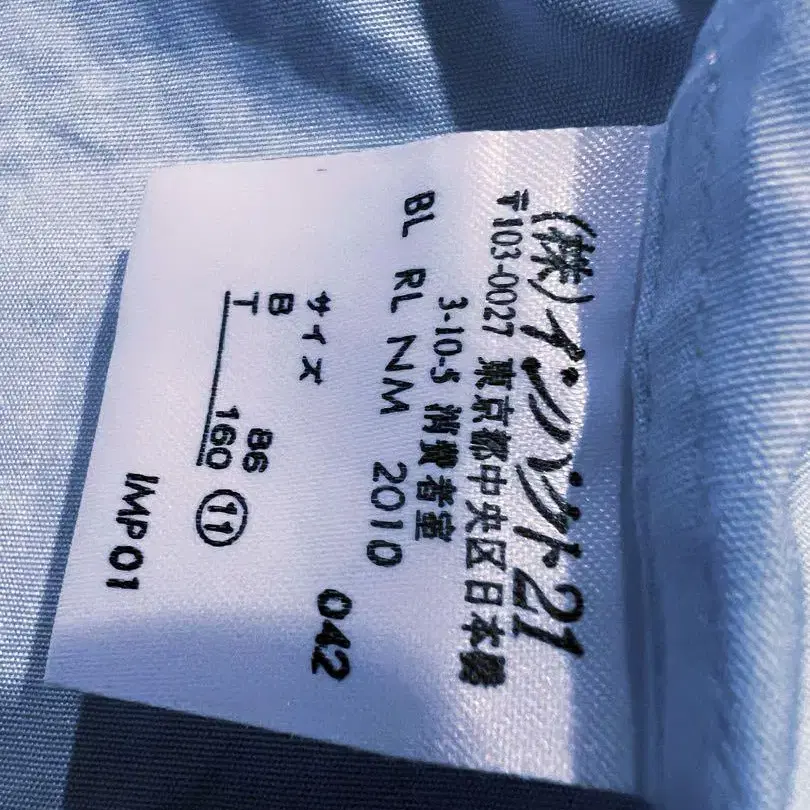 (株)インパクト21
〒103-0027 東京都中央区日本橋
3-10-5 消費者室
BL RL NM 2010
042
サイズ
B 86
T 160 ⑪
IMP01